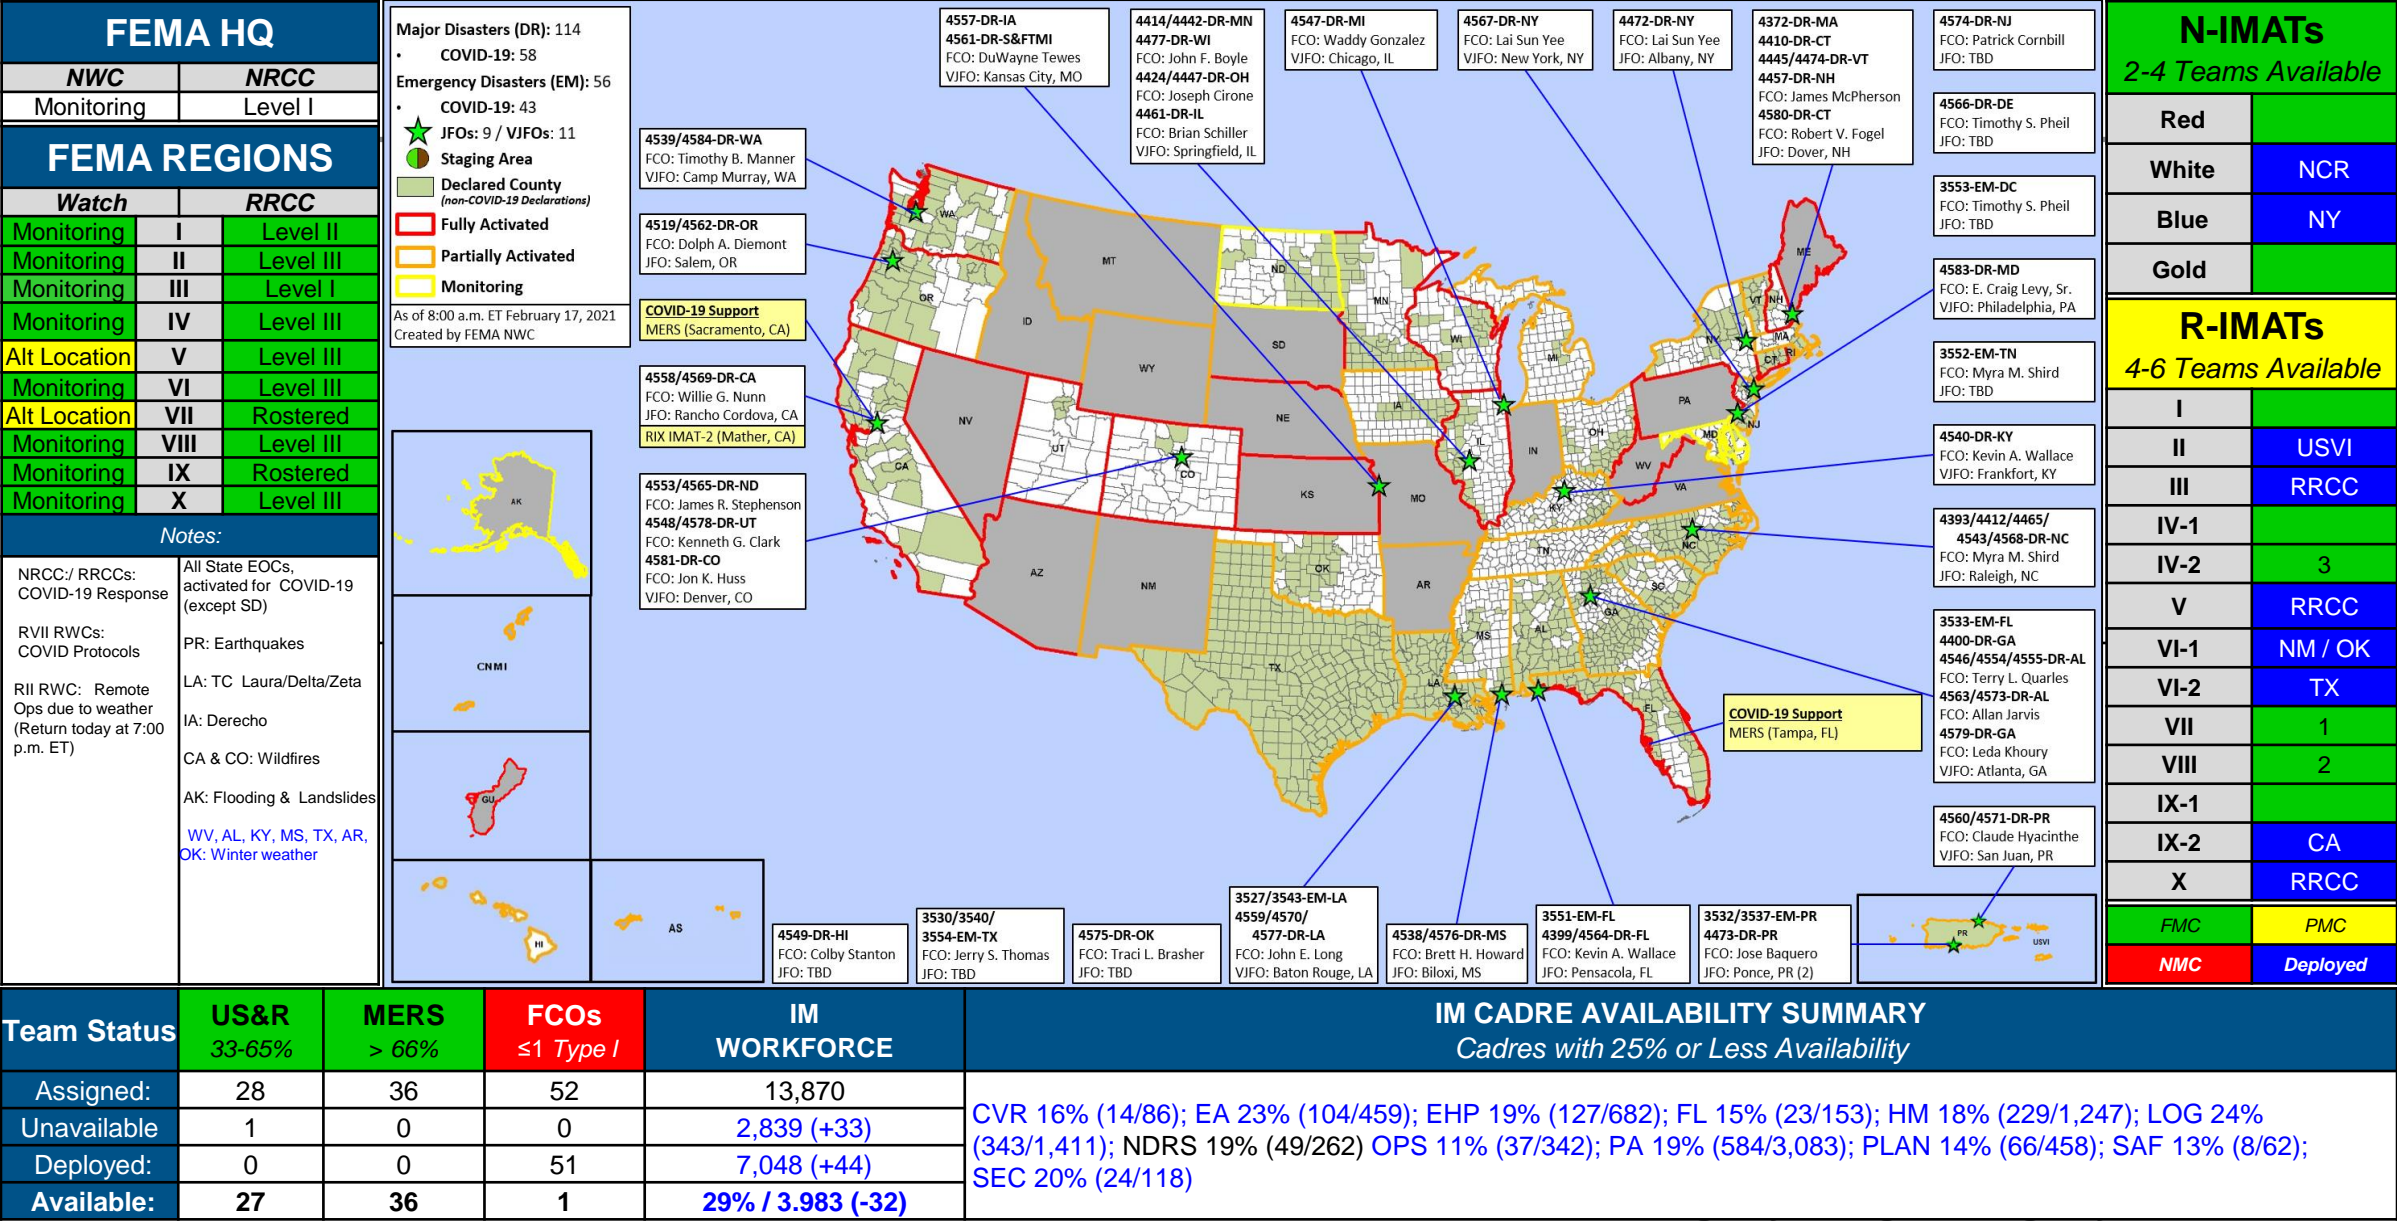 FEMA HQ
NWC NRCC
Monitoring Level I
FEMA REGIONS
Watch RRCC
Monitoring I Level II
Monitoring II Level III
Monitoring III Level I
Monitoring IV Level III
Alt Location V Level III
Monitoring VI Level III
Alt Location VII Rostered
Monitoring VIII Level III
Monitoring IX Rostered
Monitoring X Level III
Notes:
NRCC:/ RRCCs:
COVID-19 Response
RVII RWCs:
COVID Protocols
RII RWC: Remote
Ops due to weather
(Return today at 7:00
p.m. ET)
All State EOCs,
activated for COVID-19
(except SD)
PR: Earthquakes
LA: TC Laura/Delta/Zeta
IA: Derecho
CA & CO: Wildfires
AK: Flooding & Landslides
WV, AL, KY, MS, TX, AR,
OK: Winter weather
Major Disasters (DR): 114
• COVID-19: 58
Emergency Disasters (EM): 56
• COVID-19: 43
JFOs: 9 / VJFOs: 11
Staging Area
Declared County
(non-COVID-19 Declarations)
Fully Activated
Partially Activated
Monitoring
As of 8:00 a.m. ET February 17, 2021
Created by FEMA NWC
4539/4584-DR-WA
FCO: Timothy B. Manner
VJFO: Camp Murray, WA
4519/4562-DR-OR
FCO: Dolph A. Diemont
JFO: Salem, OR
COVID-19 Support
MERS (Sacramento, CA)
4558/4569-DR-CA
FCO: Willie G. Nunn
JFO: Rancho Cordova, CA
RIX IMAT-2 (Mather, CA)
4553/4565-DR-ND
FCO: James R. Stephenson
4548/4578-DR-UT
FCO: Kenneth G. Clark
4581-DR-CO
FCO: Jon K. Huss
VJFO: Denver, CO
4557-DR-IA
4561-DR-S&FTMI
FCO: DuWayne Tewes
VJFO: Kansas City, MO
4414/4442-DR-MN
4477-DR-WI
FCO: John F. Boyle
4424/4447-DR-OH
FCO: Joseph Cirone
4461-DR-IL
FCO: Brian Schiller
VJFO: Springfield, IL
4547-DR-MI
FCO: Waddy Gonzalez
VJFO: Chicago, IL
4567-DR-NY
FCO: Lai Sun Yee
VJFO: New York, NY
4472-DR-NY
FCO: Lai Sun Yee
JFO: Albany, NY
4372-DR-MA
4410-DR-CT
4445/4474-DR-VT
4457-DR-NH
FCO: James McPherson
4580-DR-CT
FCO: Robert V. Fogel
JFO: Dover, NH
4574-DR-NJ
FCO: Patrick Cornbill
JFO: TBD
4566-DR-DE
FCO: Timothy S. Pheil
JFO: TBD
3553-EM-DC
FCO: Timothy S. Pheil
JFO: TBD
4583-DR-MD
FCO: E. Craig Levy, Sr.
VJFO: Philadelphia, PA
3552-EM-TN
FCO: Myra M. Shird
JFO: TBD
4540-DR-KY
FCO: Kevin A. Wallace
VJFO: Frankfort, KY
4393/4412/4465/
4543/4568-DR-NC
FCO: Myra M. Shird
JFO: Raleigh, NC
3533-EM-FL
4400-DR-GA
4546/4554/4555-DR-AL
FCO: Terry L. Quarles
4563/4573-DR-AL
FCO: Allan Jarvis
4579-DR-GA
FCO: Leda Khoury
VJFO: Atlanta, GA
COVID-19 Support
MERS (Tampa, FL)
4560/4571-DR-PR
FCO: Claude Hyacinthe
VJFO: San Juan, PR
4549-DR-HI
FCO: Colby Stanton
JFO: TBD
3530/3540/
3554-EM-TX
FCO: Jerry S. Thomas
JFO: TBD
4575-DR-OK
FCO: Traci L. Brasher
JFO: TBD
3527/3543-EM-LA
4559/4570/
4577-DR-LA
FCO: John E. Long
VJFO: Baton Rouge, LA
4538/4576-DR-MS
FCO: Brett H. Howard
JFO: Biloxi, MS
3551-EM-FL
4399/4564-DR-FL
FCO: Kevin A. Wallace
JFO: Pensacola, FL
3532/3537-EM-PR
4473-DR-PR
FCO: Jose Baquero
JFO: Ponce, PR (2)
WA
OR
CA
NV
ID
MT
WY
UT
CO
AZ
NM
ND
SD
NE
KS
OK
TX
MN
IA
MO
AR
LA
WI
IL
MI
IN
OH
KY
TN
MS
AL
GA
FL
SC
NC
VA
WV
PA
MD
NJ
NY
VT
NH
ME
MA
CT
RI
AK
CNMI
GU
HI
AS
PR
USVI
N-IMATs
2-4 Teams Available
Red
White NCR
Blue NY
Gold
R-IMATs
4-6 Teams Available
I
II USVI
III RRCC
IV-1
IV-2 3
V RRCC
VI-1 NM / OK
VI-2 TX
VII 1
VIII 2
IX-1
IX-2 CA
X RRCC
FMC PMC
NMC Deployed
Team Status
US&R
33-65%
MERS
> 66%
FCOs
≤1 Type I
IM
WORKFORCE
IM CADRE AVAILABILITY SUMMARY
Cadres with 25% or Less Availability
Assigned: 28 36 52 13,870
Unavailable 1 0 0 2,839 (+33)
Deployed: 0 0 51 7,048 (+44)
Available: 27 36 1 29% / 3.983 (-32)
CVR 16% (14/86); EA 23% (104/459); EHP 19% (127/682); FL 15% (23/153); HM 18% (229/1,247); LOG 24%
(343/1,411); NDRS 19% (49/262) OPS 11% (37/342); PA 19% (584/3,083); PLAN 14% (66/458); SAF 13% (8/62);
SEC 20% (24/118)